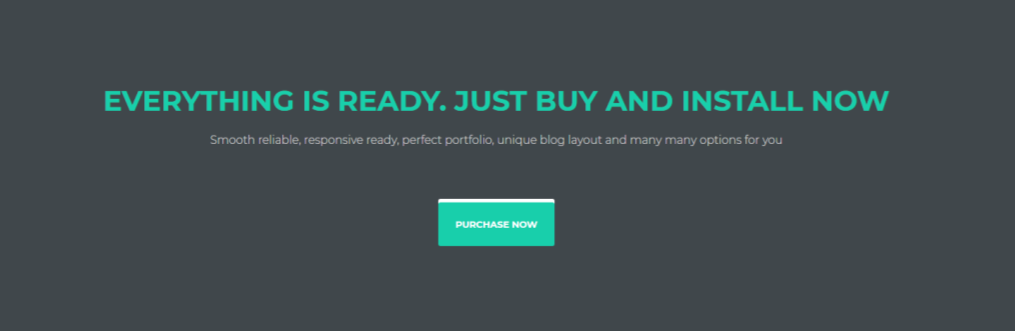 EVERYTHING IS READY. JUST BUY AND INSTALL NOW
Smooth reliable, responsive ready, perfect portfolio, unique blog layout and many many options for you
PURCHASE NOW